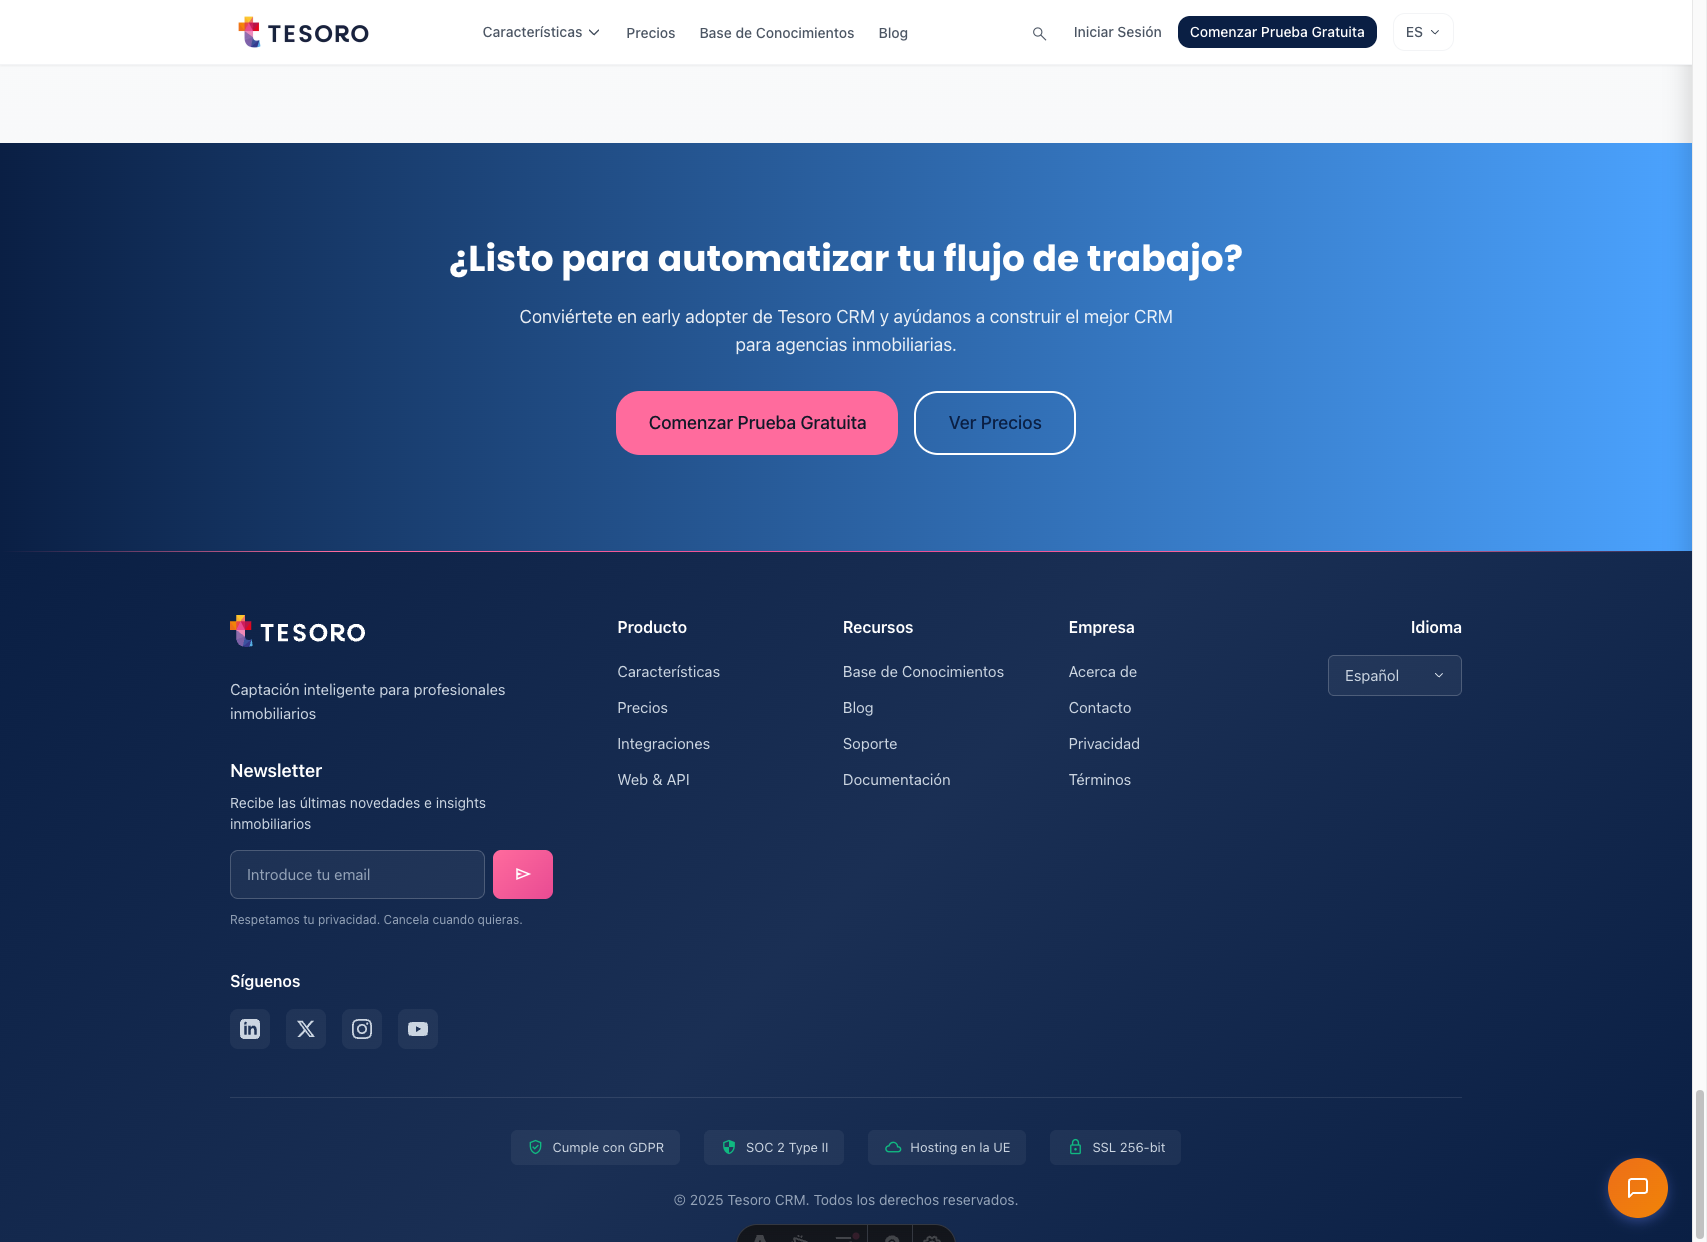 TESORO
Características
Precios
Base de Conocimientos
Blog
Iniciar Sesión
Comenzar Prueba Gratuita
ES
¿Listo para automatizar tu flujo de trabajo?
Conviértete en early adopter de Tesoro CRM y ayúdanos a construir el mejor CRM
para agencias inmobiliarias.
Comenzar Prueba Gratuita
Ver Precios
TESORO
Captación inteligente para profesionales
inmobiliarios
Newsletter
Recibe las últimas novedades e insights
inmobiliarios
Introduce tu email
Respetamos tu privacidad. Cancela cuando quieras.
Síguenos
Producto
Características
Precios
Integraciones
Web & API
Recursos
Base de Conocimientos
Blog
Soporte
Documentación
Empresa
Acerca de
Contacto
Privacidad
Términos
Idioma
Español
Cumple con GDPR
SOC 2 Type II
Hosting en la UE
SSL 256-bit
© 2025 Tesoro CRM. Todos los derechos reservados.